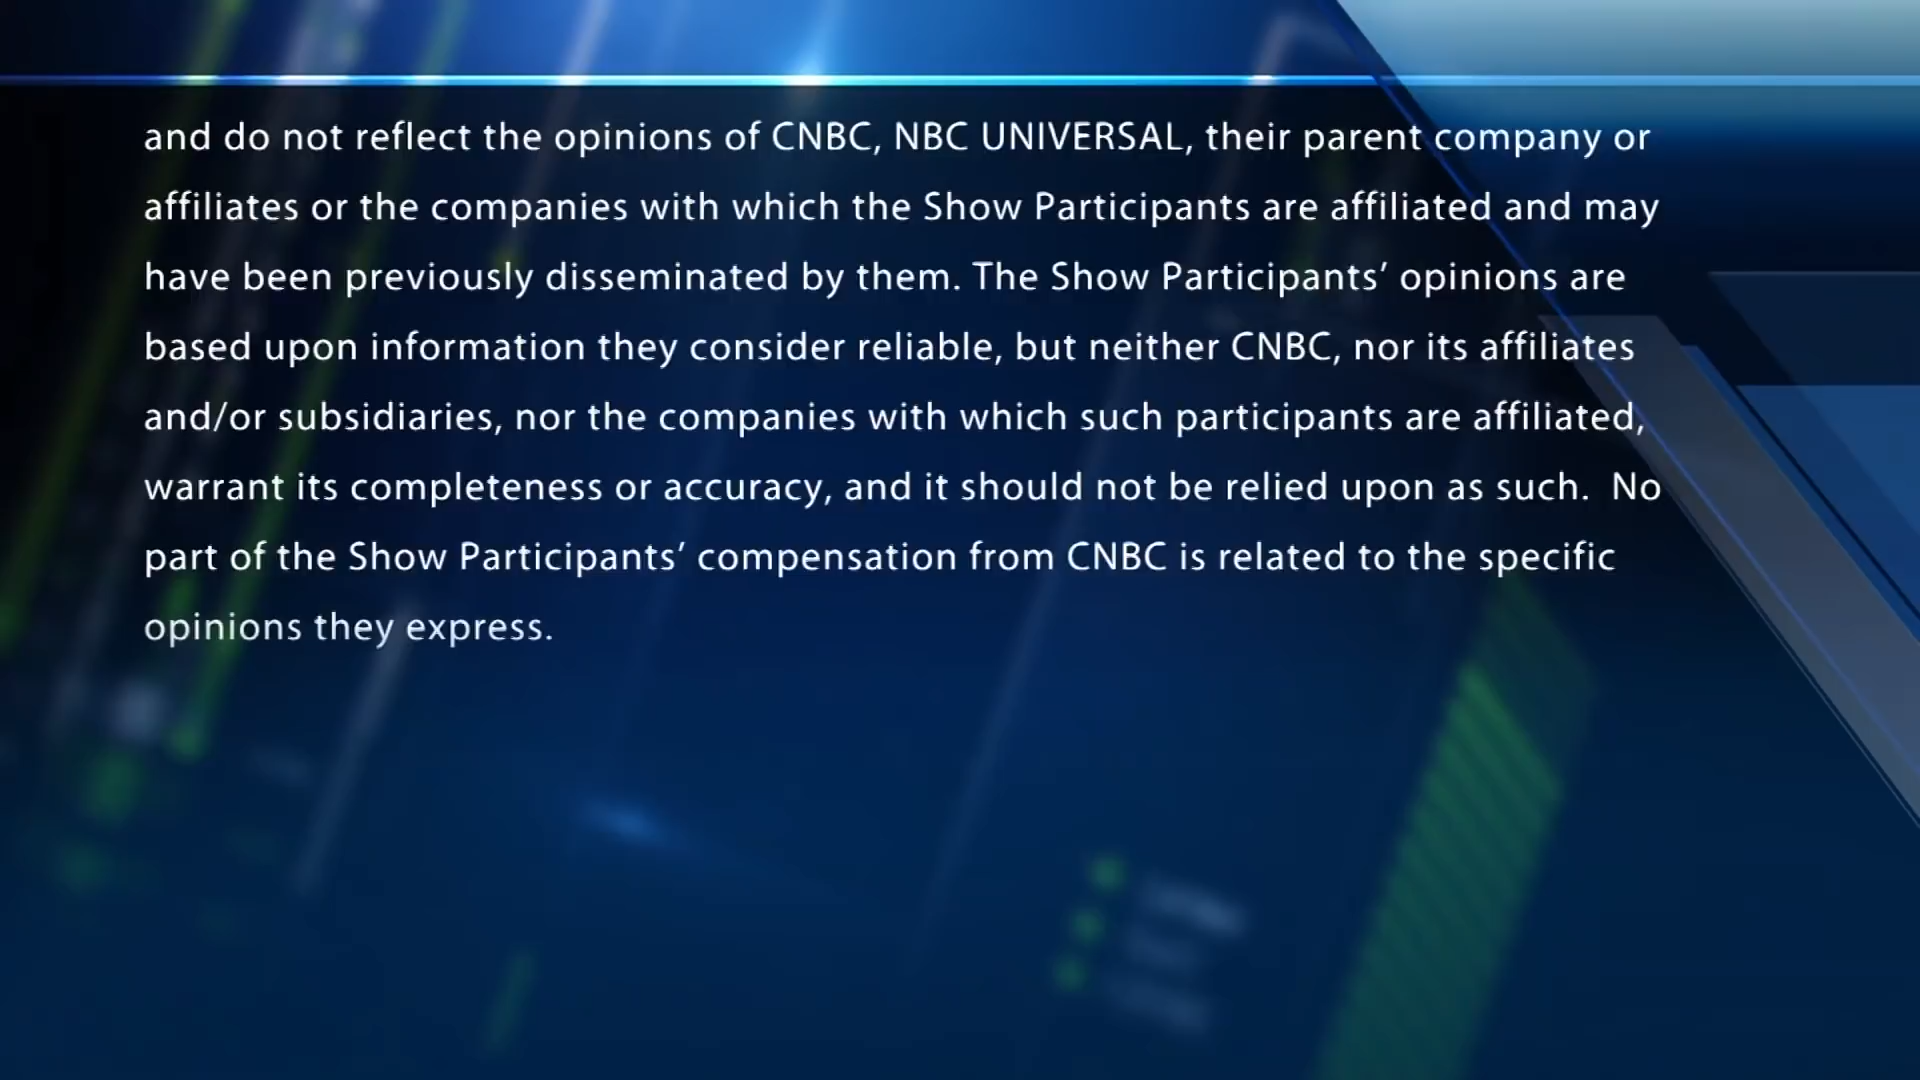 and do not reflect the opinions of CNBC, NBC UNIVERSAL, their parent company or
affiliates or the companies with which the Show Participants are affiliated and may
have been previously disseminated by them. The Show Participants’ opinions are
based upon information they consider reliable, but neither CNBC, nor its affiliates
and/or subsidiaries, nor the companies with which such participants are affiliated,
warrant its completeness or accuracy, and it should not be relied upon as such.  No
part of the Show Participants’ compensation from CNBC is related to the specific
opinions they express.